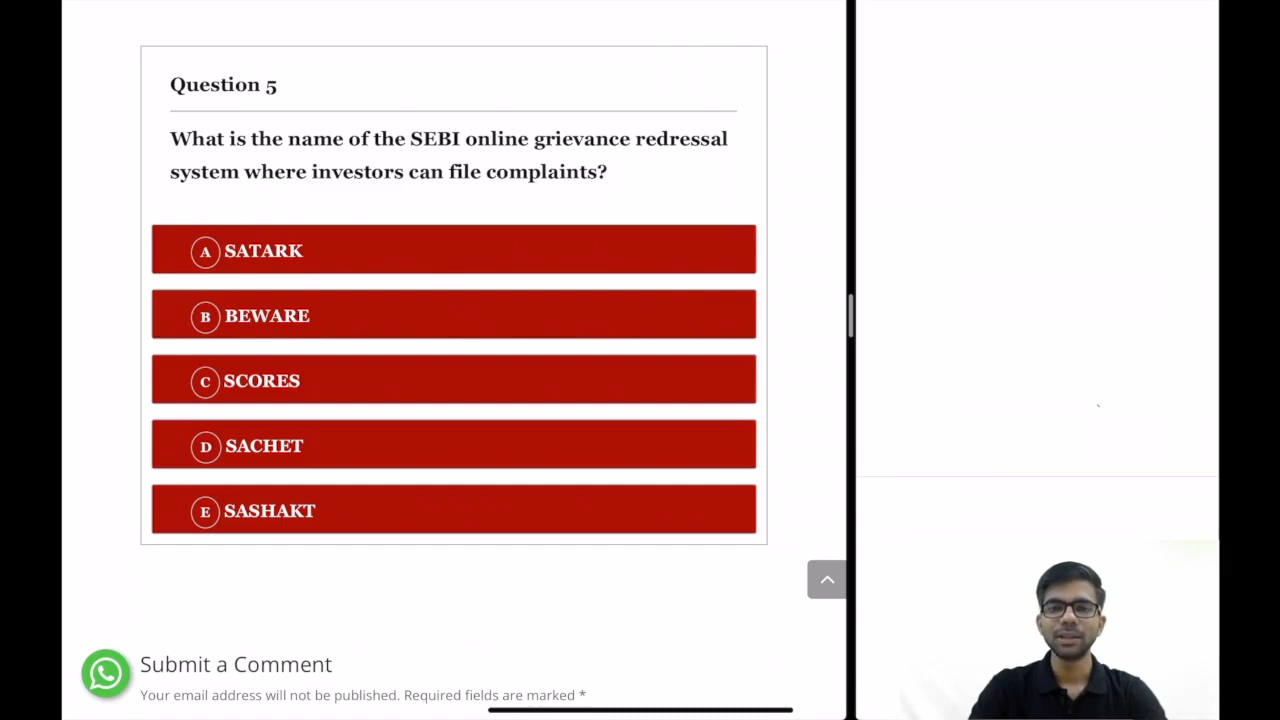 Question 5
What is the name of the SEBI online grievance redressal
system where investors can file complaints?
A SATARK
B BEWARE
C SCORES
D SACHET
E SASHAKT
Submit a Comment
Your email address will not be published. Required fields are marked *